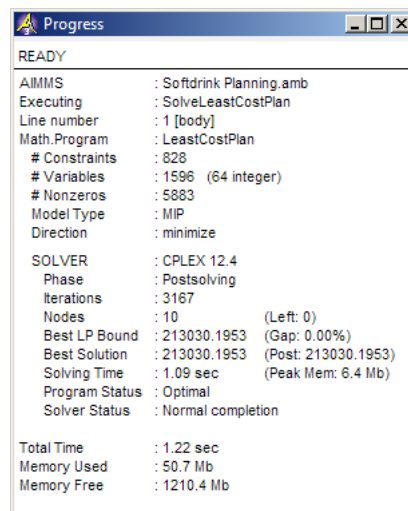 Progress
READY
AIMMS : Softdrink Planning.amb
Executing : SolveLeastCostPlan
Line number : 1 [body]
Math.Program : LeastCostPlan
# Constraints : 828
# Variables : 1596 (64 integer)
# Nonzeros : 5883
Model Type : MIP
Direction : minimize
SOLVER : CPLEX 12.4
Phase : Postsolving
Iterations : 3167
Nodes : 10 (Left: 0)
Best LP Bound : 213030.1953 (Gap: 0.00%)
Best Solution : 213030.1953 (Post: 213030.1953)
Solving Time : 1.09 sec (Peak Mem: 6.4 Mb)
Program Status : Optimal
Solver Status : Normal completion
Total Time : 1.22 sec
Memory Used : 50.7 Mb
Memory Free : 1210.4 Mb